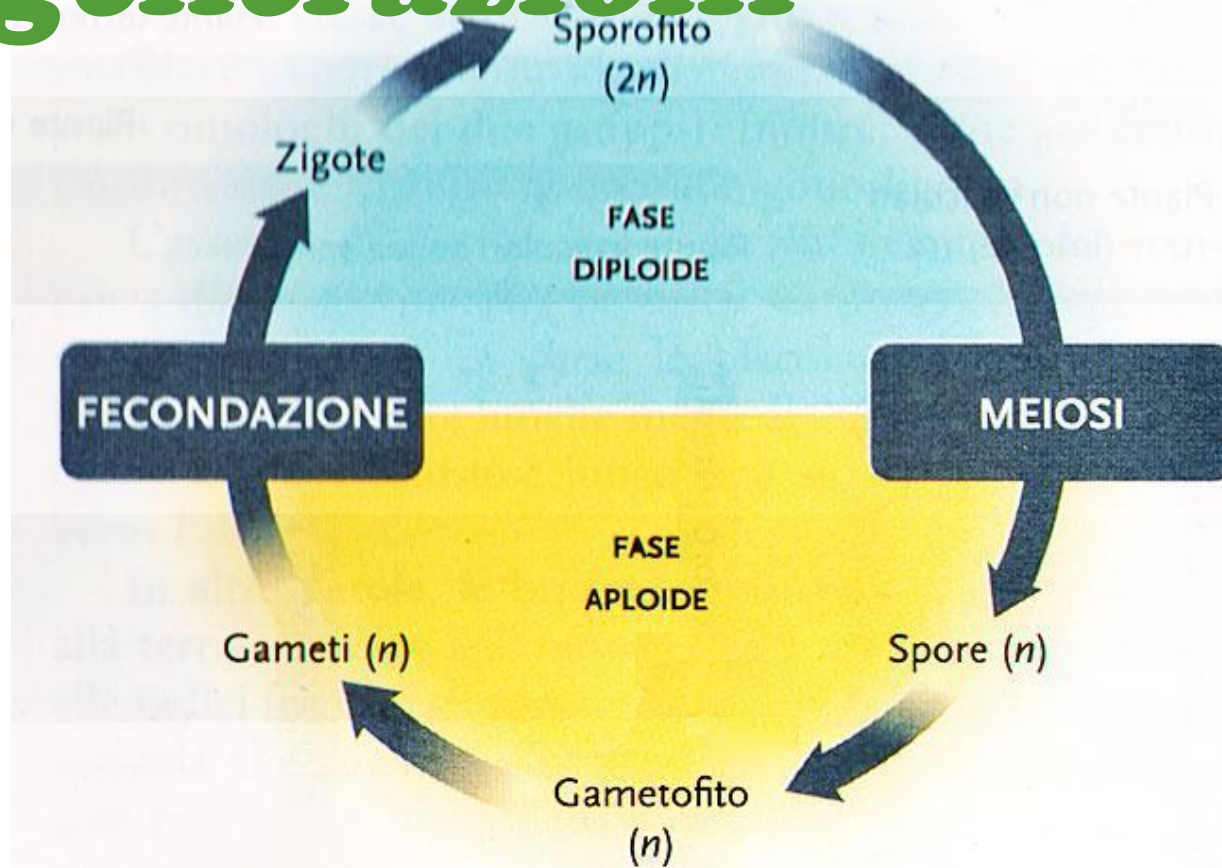 Sporofito
(2n)
Zigote
FASE
DIPLOIDE
FECONDAZIONE
MEIOSI
FASE
APLOIDE
Gameti (n)
Spore (n)
Gametofito
(n)